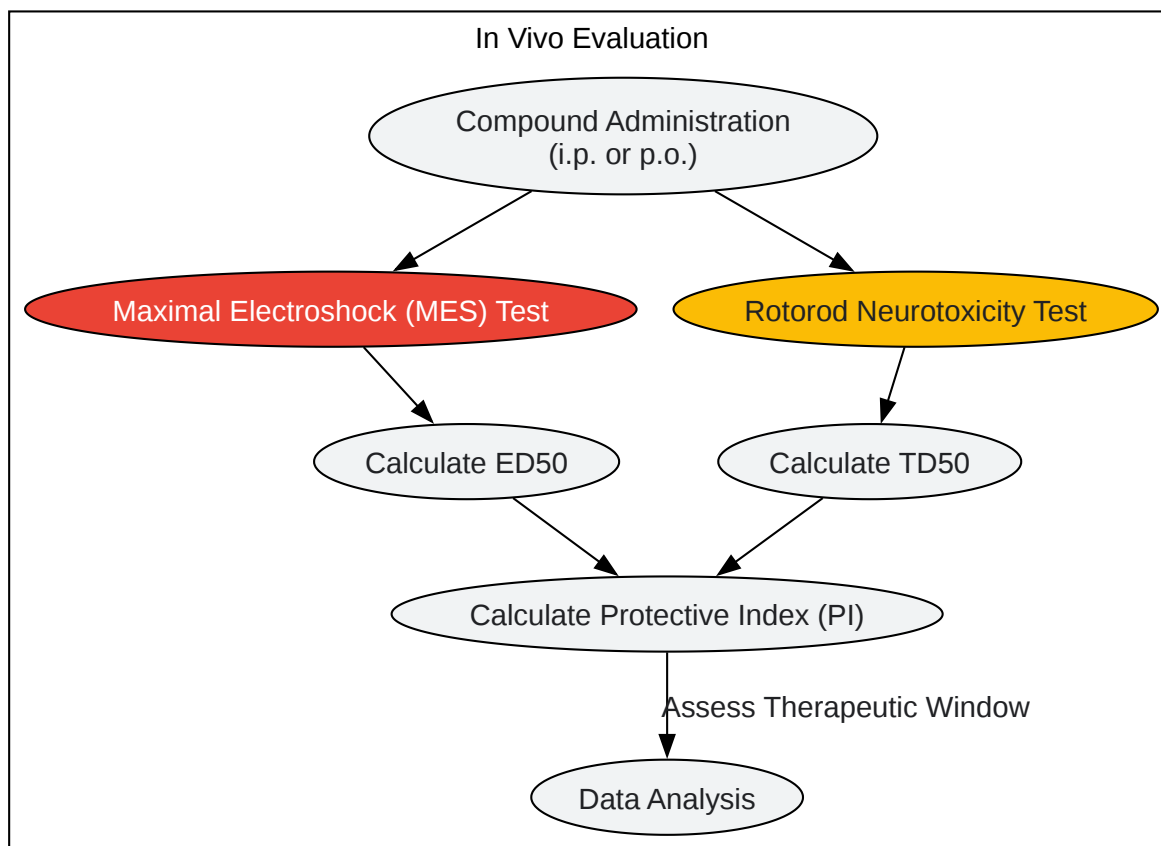 In Vivo Evaluation
Compound Administration
(i.p. or p.o.)
Maximal Electroshock (MES) Test
Rotorod Neurotoxicity Test
Calculate ED50
Calculate TD50
Calculate Protective Index (PI)
Assess Therapeutic Window
Data Analysis